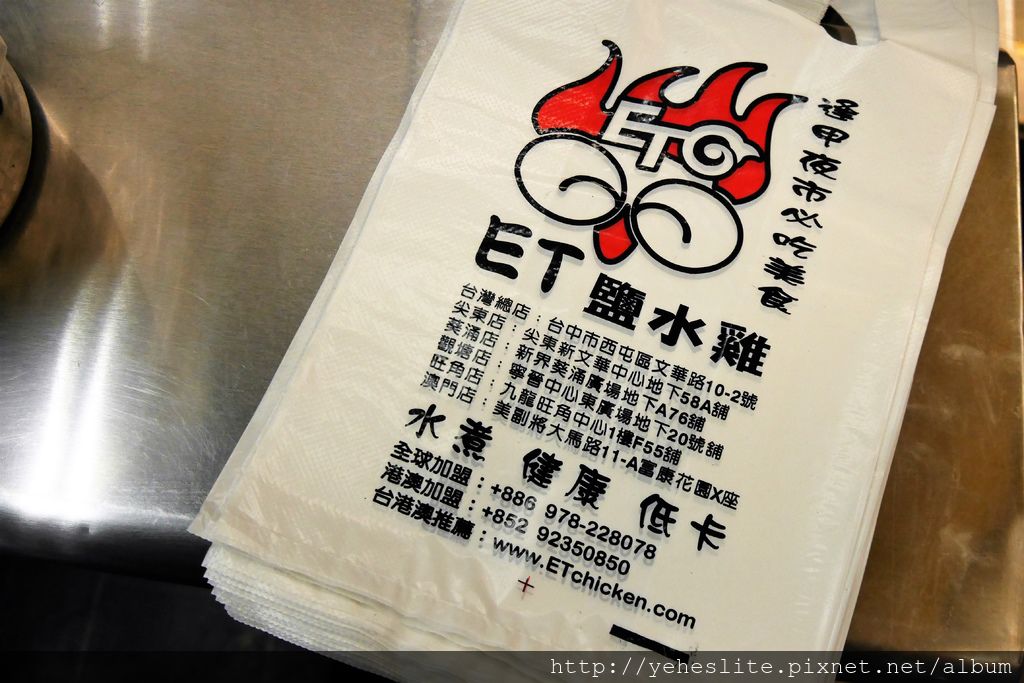 ETG
逢甲夜市必吃美食
ET鹽水雞
台灣總店：台中市西屯區文華路10-2號
尖東店：尖東新文華中心地下58A舖
葵涌店：新界葵涌廣場地下A76舖
觀塘店：寧晉中心東廣場地下20號舖
旺角店：九龍旺角中心1樓F55舖
澳門店：美副將大馬路11-A富康花園X座
水煮 健康 低卡
全球加盟：+886 978-228078
港澳加盟：+852 92350850
台港澳推薦：www.ETchicken.com
http://yeheslite.pixnet.net/album